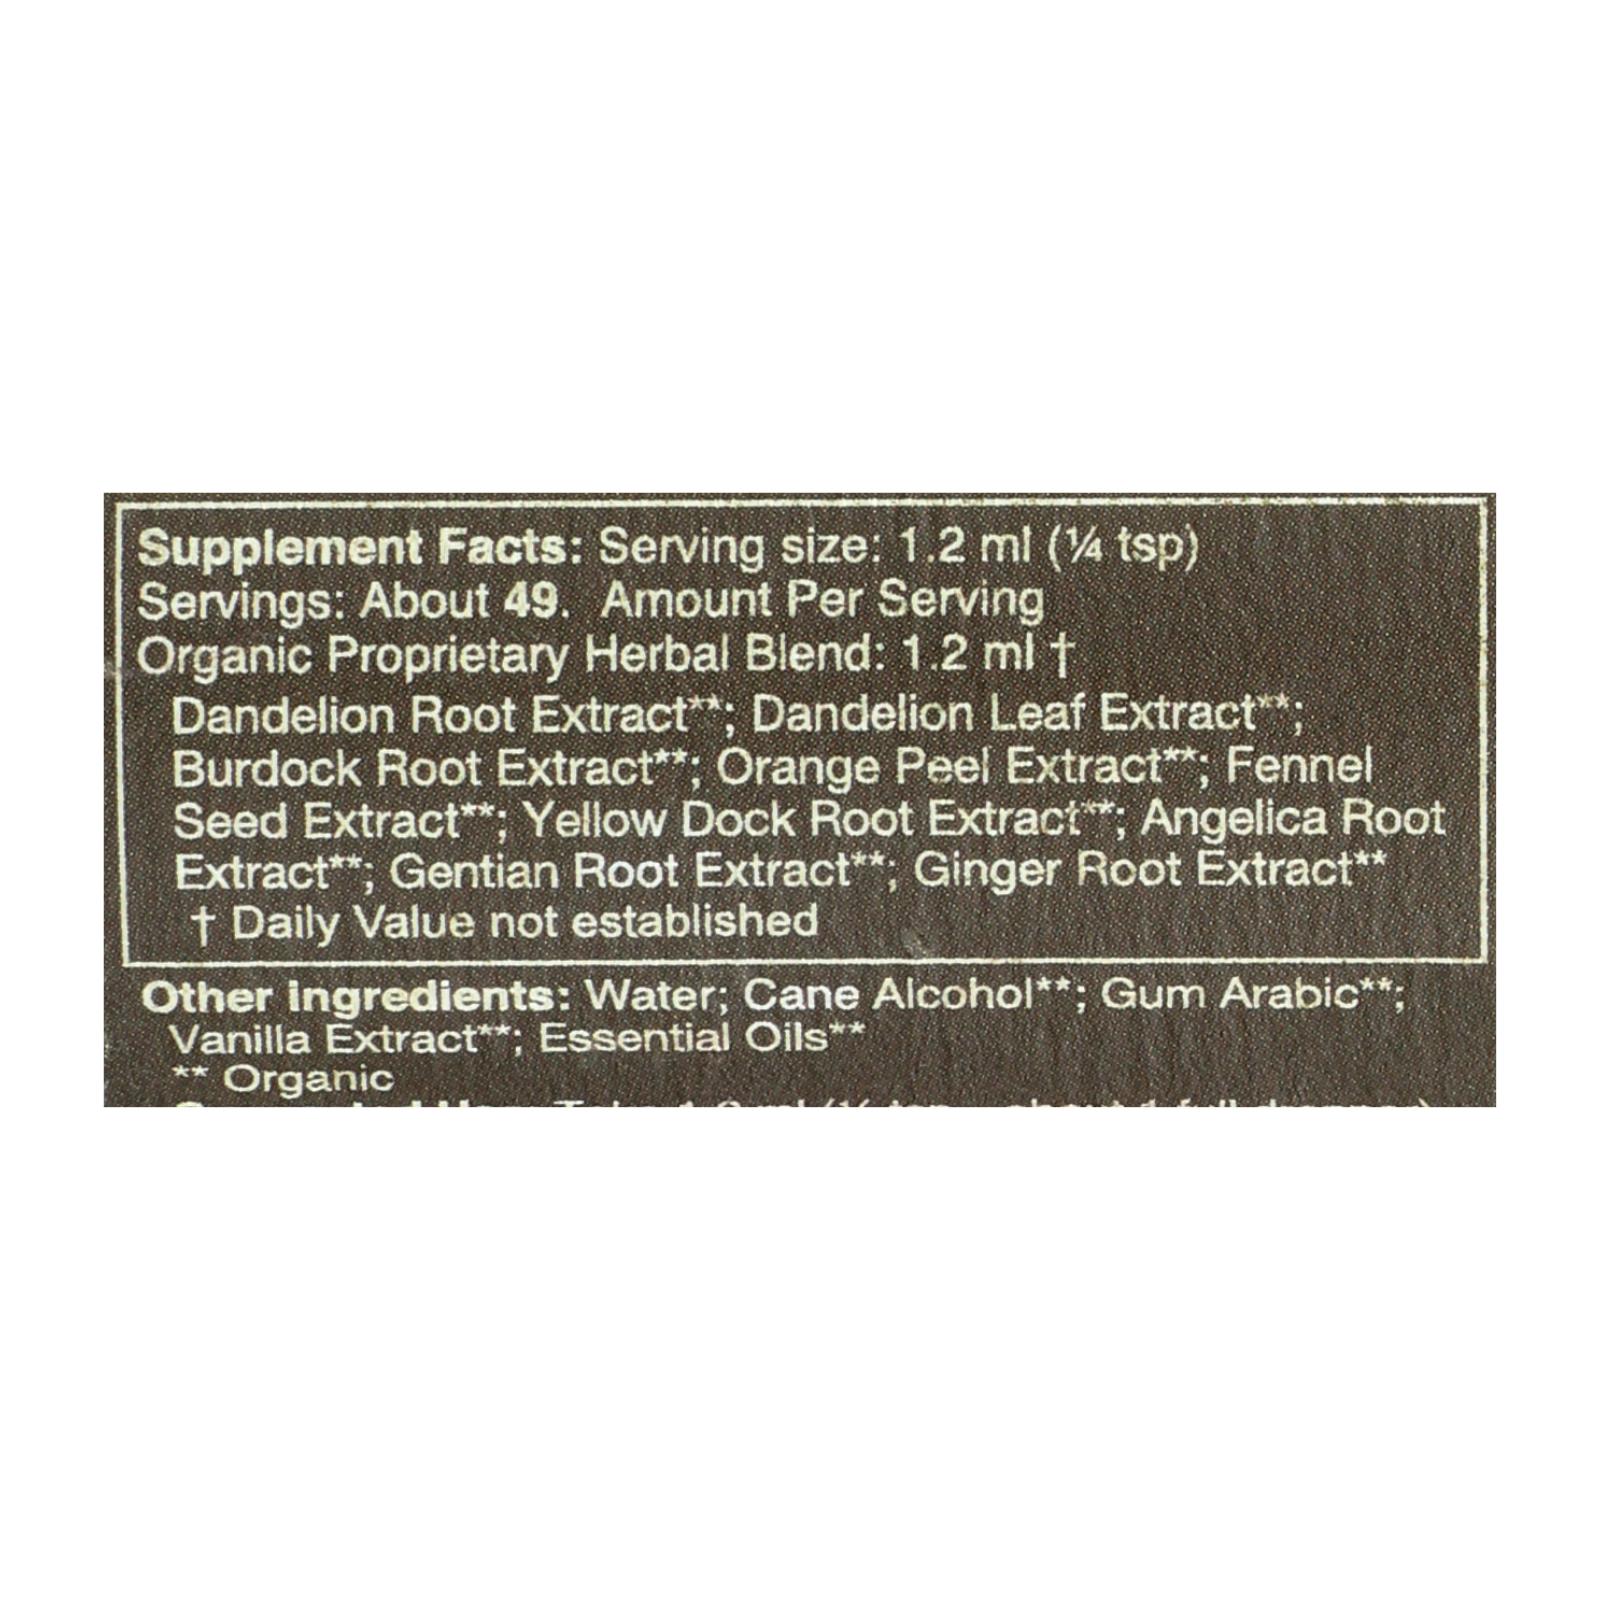 Supplement Facts: Serving size: 1.2 ml (¼ tsp)
Servings: About 49. Amount Per Serving
Organic Proprietary Herbal Blend: 1.2 ml †
Dandelion Root Extract**; Dandelion Leaf Extract**;
Burdock Root Extract**; Orange Peel Extract**; Fennel
Seed Extract**; Yellow Dock Root Extract**; Angelica Root
Extract**; Gentian Root Extract**; Ginger Root Extract**
† Daily Value not established
Other Ingredients: Water; Cane Alcohol**; Gum Arabic**;
Vanilla Extract**; Essential Oils**
** Organic